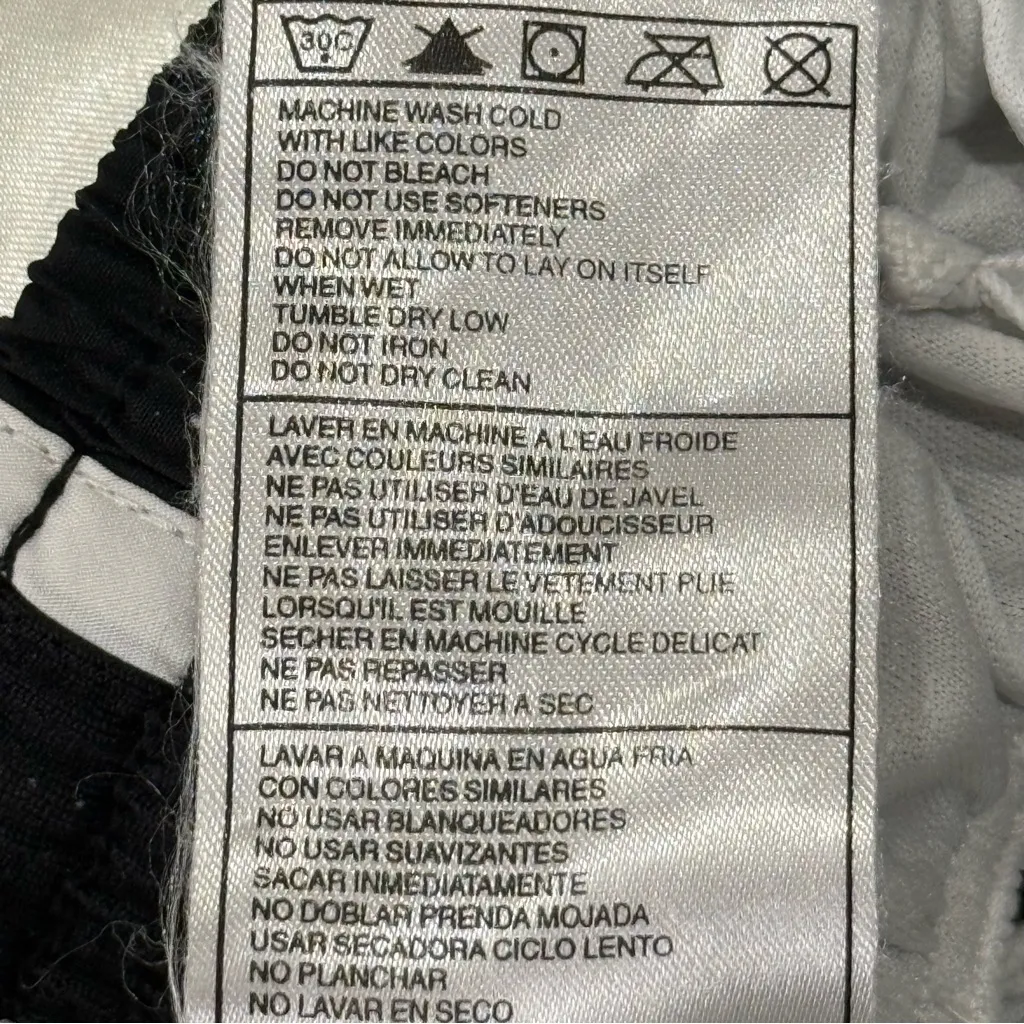 30C
MACHINE WASH COLD
WITH LIKE COLORS
DO NOT BLEACH
DO NOT USE SOFTENERS
REMOVE IMMEDIATELY
DO NOT ALLOW TO LAY ON ITSELF
WHEN WET
TUMBLE DRY LOW
DO NOT IRON
DO NOT DRY CLEAN
LAVER EN MACHINE A L'EAU FROIDE
AVEC COULEURS SIMILAIRES
NE PAS UTILISER D'EAU DE JAVEL
NE PAS UTILISER D'ADOUCISSEUR
ENLEVER IMMEDIATEMENT
NE PAS LAISSER LE VETEMENT PLIE
LORSQU'IL EST MOUILLE
SECHER EN MACHINE CYCLE DELICAT
NE PAS REPASSER
NE PAS NETTOYER A SEC
LAVAR A MAQUINA EN AGUA FRIA
CON COLORES SIMILARES
NO USAR BLANQUEADORES
NO USAR SUAVIZANTES
SACAR INMEDIATAMENTE
NO DOBLAR PRENDA MOJADA
USAR SECADORA CICLO LENTO
NO PLANCHAR
NO LAVAR EN SECO